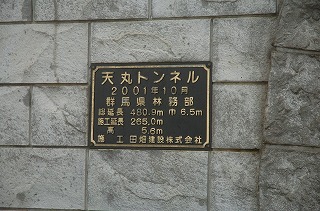 天丸トンネル
2001年10月
群馬県林務部
総延長 480.9m 巾 6.5m
施工延長 265.0m
高 5.6m
施 工 田畑建設株式会社